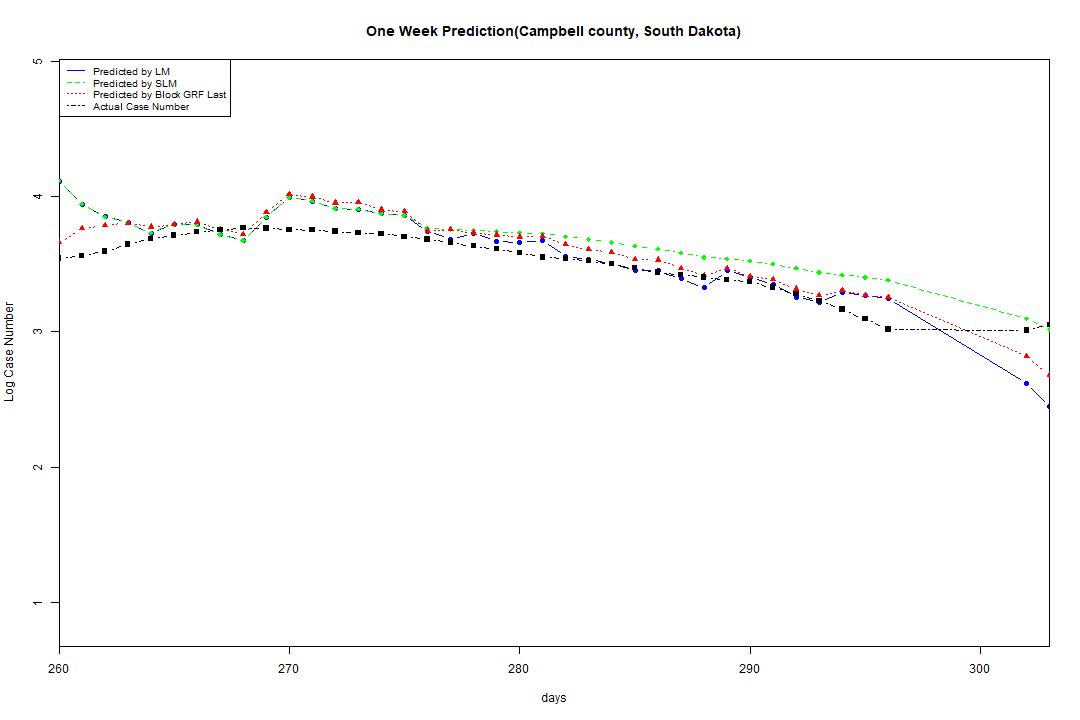 One Week Prediction(Campbell county, South Dakota)
Predicted by LM
Predicted by SLM
Predicted by Block GRF Last
Actual Case Number
5
4
3
2
1
Log Case Number
260
270
280
290
300
days